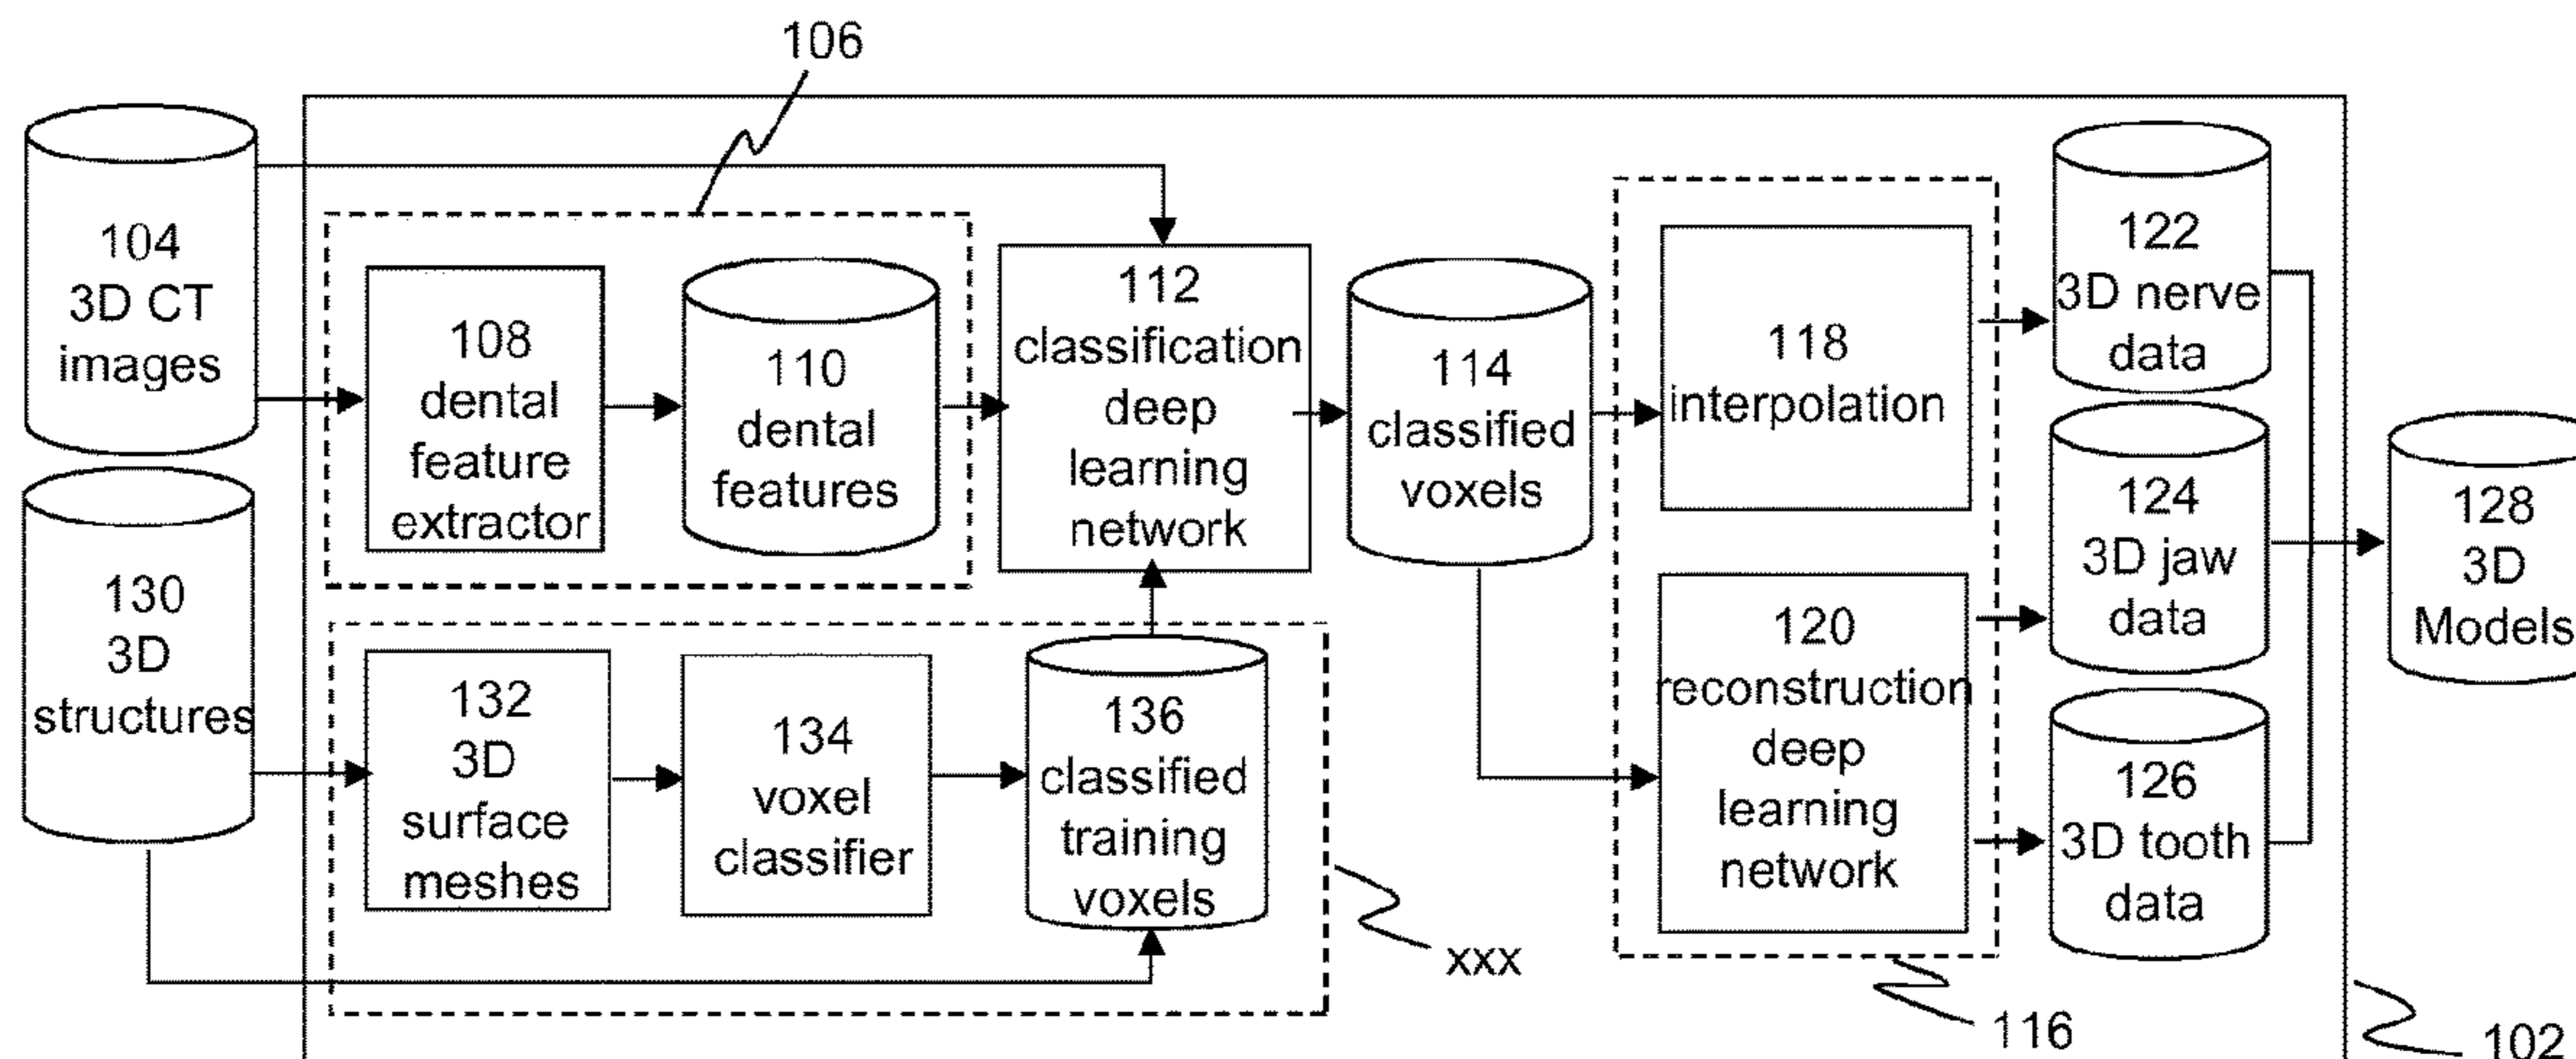 106
104
3D CT
images
108
dental
feature
extractor
110
dental
features
112
classification
deep
learning
network
114
classified
voxels
118
interpolation
122
3D nerve
data
124
3D jaw
data
128
3D
Models
130
3D
structures
132
3D
surface
meshes
134
voxel
classifier
136
classified
training
voxels
120
reconstruction
deep
learning
network
126
3D tooth
data
xxx
116
102